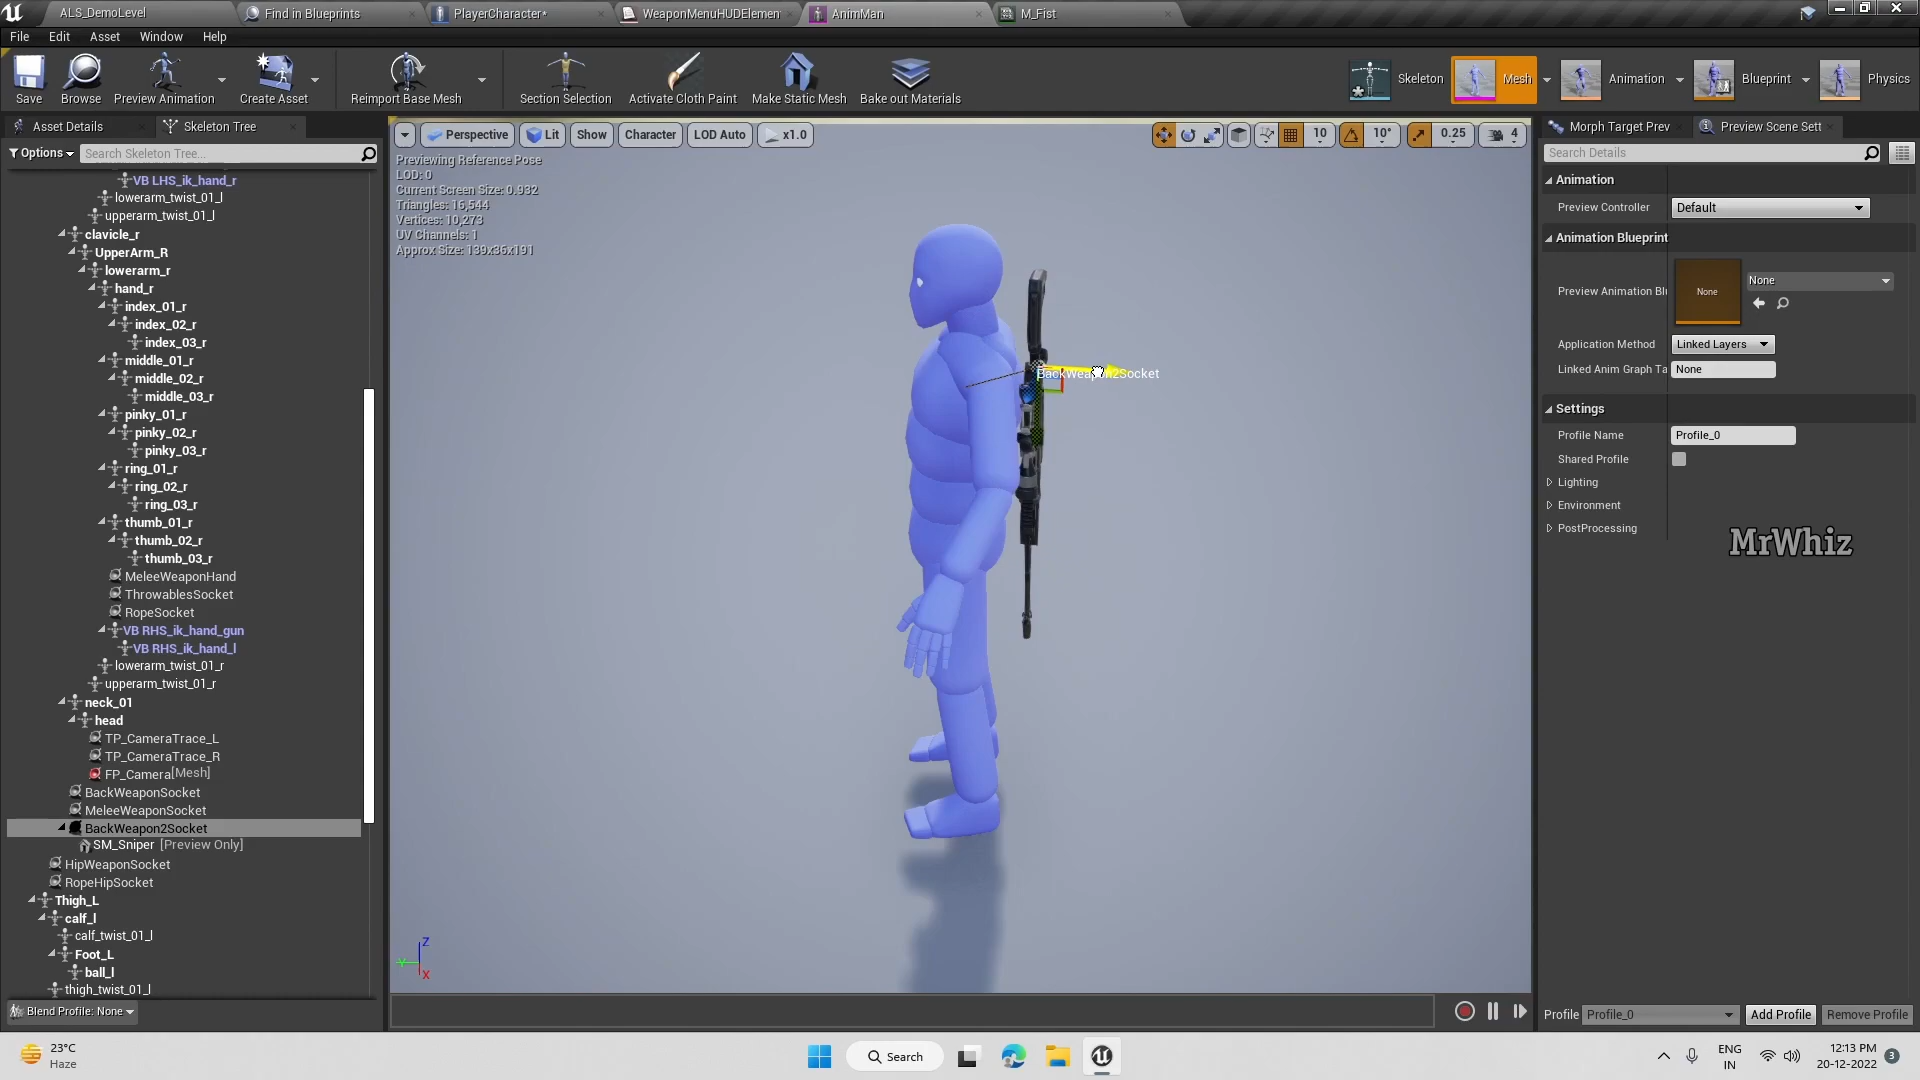 ALS_DemoLevel
Find in Blueprints
PlayerCharacter*
WeaponMenuHUDElemen
AnimMan
M_Fist
File
Edit
Asset
Window
Help
Save
Browse
Preview Animation
Create Asset
Reimport Base Mesh
Section Selection
Activate Cloth Paint
Make Static Mesh
Bake out Materials
Skeleton
Mesh
Animation
Blueprint
Physics
Asset Details
Skeleton Tree
Options
Search Skeleton Tree...
VB LHS_ik_hand_r
lowerarm_twist_01_l
upperarm_twist_01_l
clavicle_r
UpperArm_R
lowerarm_r
hand_r
index_01_r
index_02_r
index_03_r
middle_01_r
middle_02_r
middle_03_r
pinky_01_r
pinky_02_r
pinky_03_r
ring_01_r
ring_02_r
ring_03_r
thumb_01_r
thumb_02_r
thumb_03_r
MeleeWeaponHand
ThrowablesSocket
RopeSocket
VB RHS_ik_hand_gun
VB RHS_ik_hand_l
lowerarm_twist_01_r
upperarm_twist_01_r
neck_01
head
TP_CameraTrace_L
TP_CameraTrace_R
FP_Camera [Mesh]
BackWeaponSocket
MeleeWeaponSocket
BackWeapon2Socket
SM_Sniper [Preview Only]
HipWeaponSocket
RopeHipSocket
Thigh_L
calf_l
calf_twist_01_l
Foot_L
ball_l
thigh_twist_01_l
Blend Profile: None
Perspective
Lit
Show
Character
LOD Auto
x1.0
10
10°
0.25
4
Previewing Reference Pose
LOD: 0
Current Screen Size: 0.932
Triangles: 16,544
Vertices: 10,273
UV Channels: 1
Approx Size: 139x36x191
BackWeapon2Socket
Z
Y
X
Morph Target Prev
Preview Scene Sett
Search Details
Animation
Preview Controller
Default
Animation Blueprint
Preview Animation Bl
None
None
Application Method
Linked Layers
Linked Anim Graph Ta
None
Settings
Profile Name
Profile_0
Shared Profile
Lighting
Environment
PostProcessing
MrWhiz
Profile
Profile_0
Add Profile
Remove Profile
23°C
Haze
Search
ENG
IN
12:13 PM
20-12-2022
3